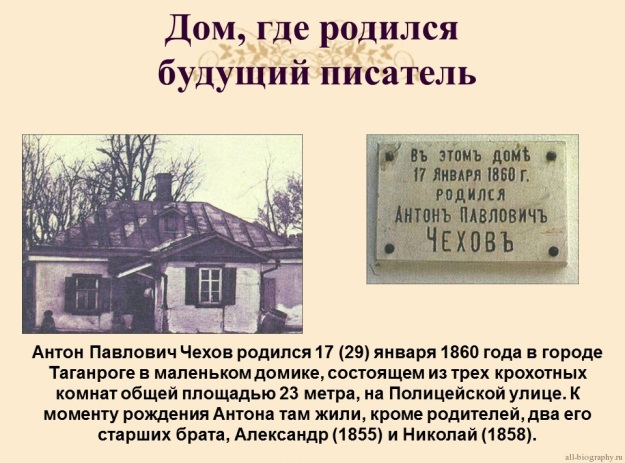 Дом, где родился
будущий писатель
Въ этомъ домѣ
17 Января 1860 г.
родился
Антонъ Павловичъ
Чеховъ
Антон Павлович Чехов родился 17 (29) января 1860 года в городе
Таганроге в маленьком домике, состоящем из трех крохотных
комнат общей площадью 23 метра, на Полицейской улице. К
моменту рождения Антона там жили, кроме родителей, два его
старших брата, Александр (1855) и Николай (1858).
all-biography.ru